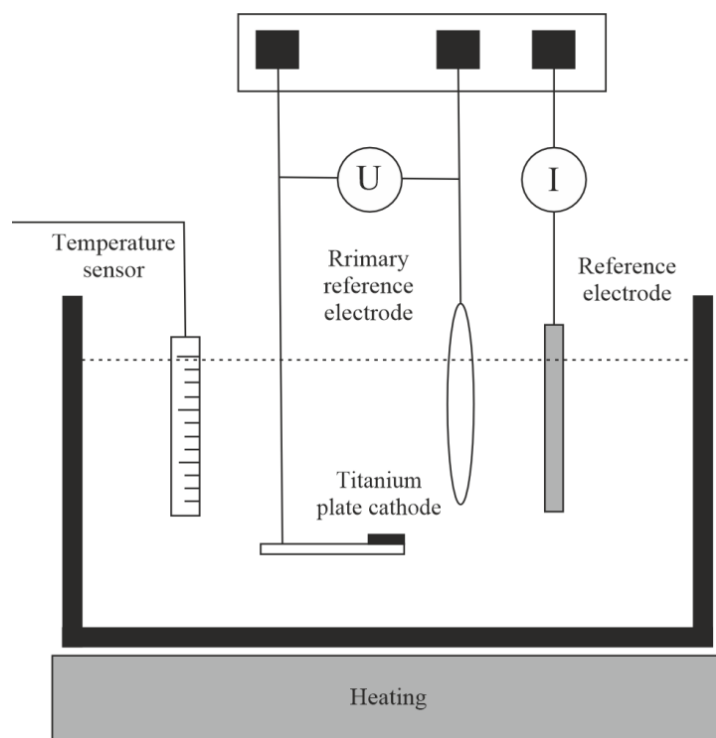 U
I
Temperature
sensor
Rrimary
reference
electrode
Reference
electrode
Titanium
plate cathode
Heating